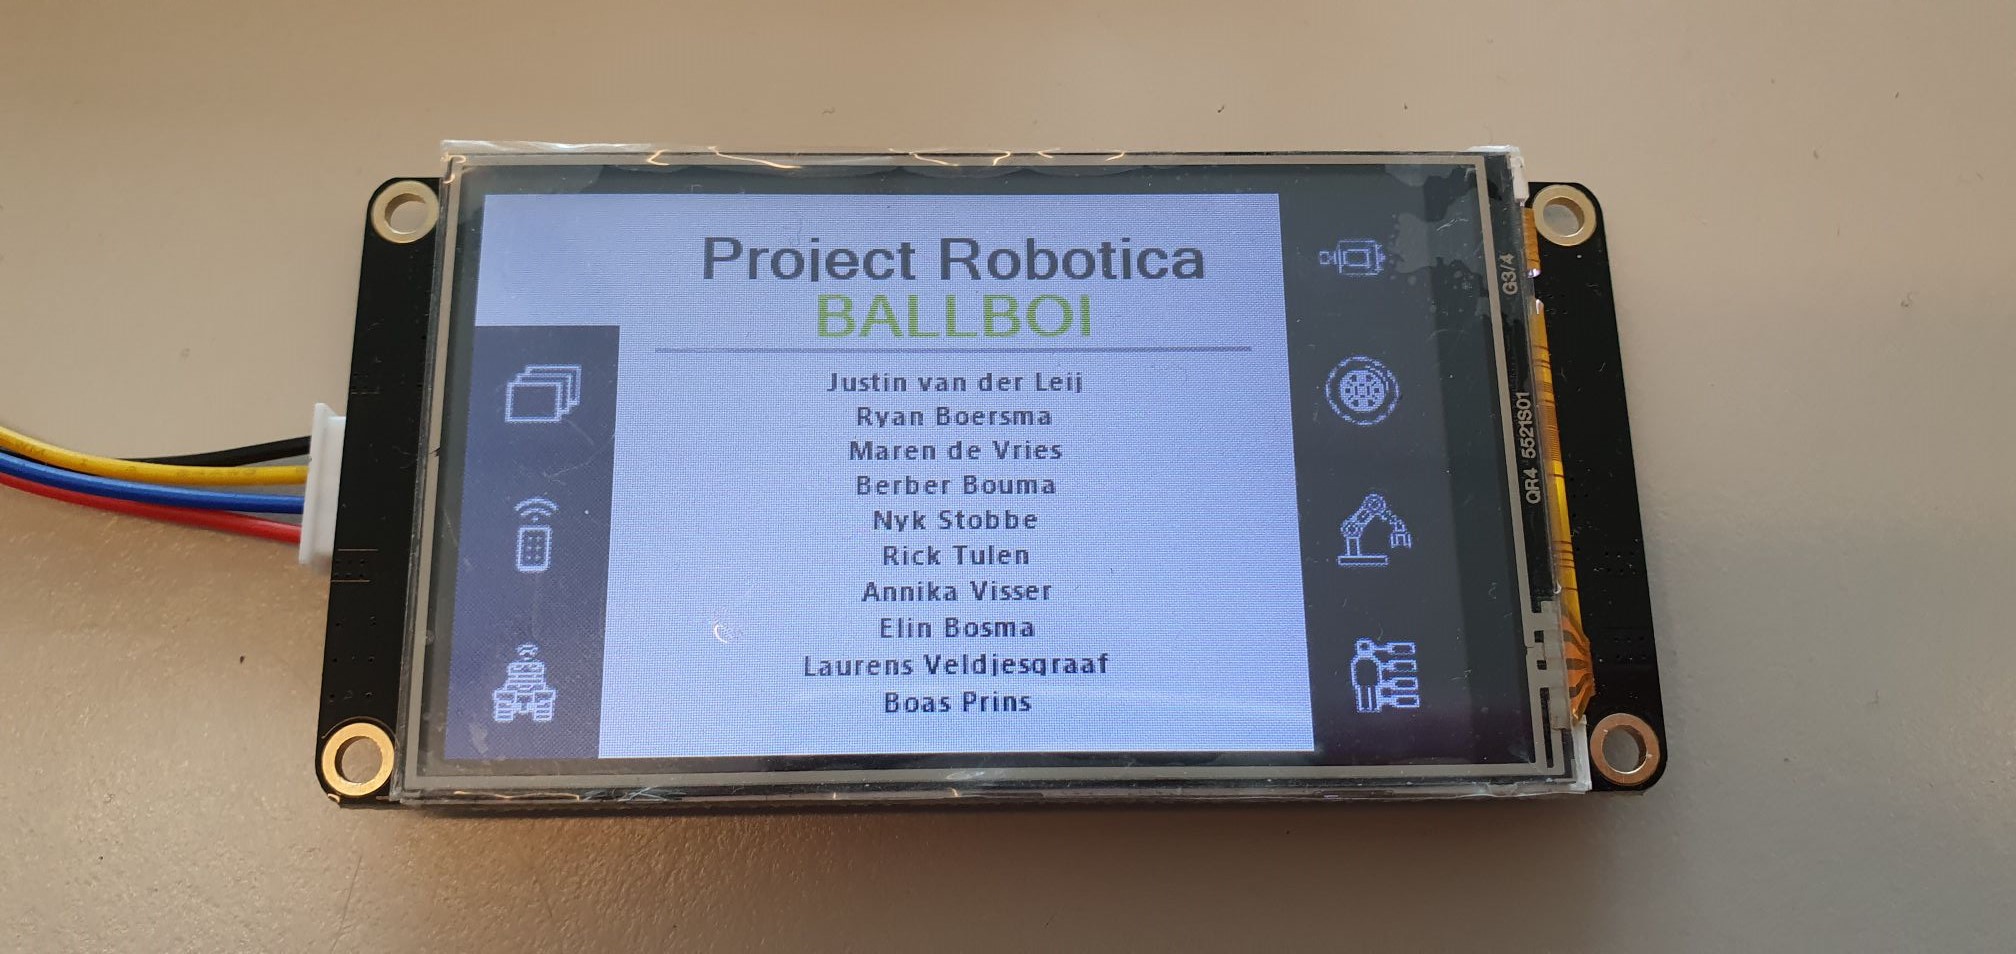 Project Robotica
BALLBOI
Justin van der Leij
Ryan Boersma
Maren de Vries
Berber Bouma
Nyk Stobbe
Rick Tulen
Annika Visser
Elin Bosma
Laurens Veldjesgraaf
Boas Prins
G3/4
QR4 5521S01